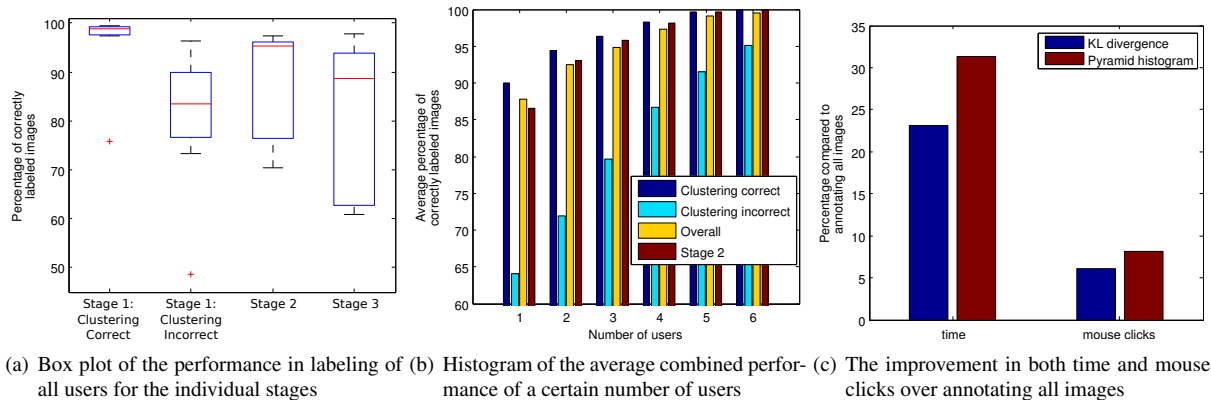 Percentage of correctly
labeled images
100
90
80
70
60
50
Stage 1:
Clustering
Correct
Stage 1:
Clustering
Incorrect
Stage 2
Stage 3
(a) Box plot of the performance in labeling of
all users for the individual stages
Average percentage of
correctly labeled images
100
95
90
85
80
75
70
65
60
1 2 3 4 5 6
Number of users
Clustering correct
Clustering incorrect
Overall
Stage 2
(b) Histogram of the average combined perfor-
mance of a certain number of users
Percentage compared to
annotating all images
35
30
25
20
15
10
5
0
time mouse clicks
KL divergence
Pyramid histogram
(c) The improvement in both time and mouse
clicks over annotating all images